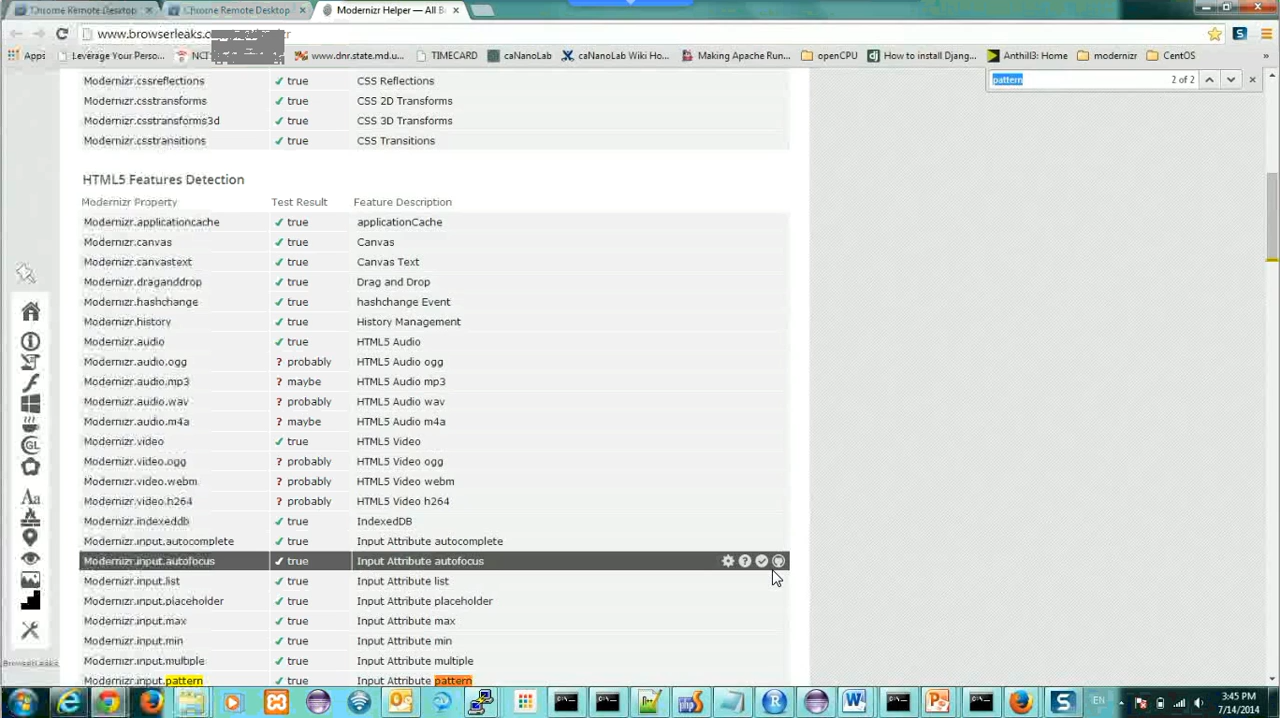 Chrome Remote Desktop
Chrome Remote Desktop
Modernizr Helper — All B
www.browserleaks.c
Apps
Leverage Your Perso...
NCI
www.dnr.state.md.u...
TIMECARD
caNanoLab
caNanoLab Wiki Ho...
Making Apache Run...
openCPU
How to install Djang...
Anthill3: Home
modernizr
CentOS
»
pattern
2 of 2
Modernizr.cssreflections true CSS Reflections
Modernizr.csstransforms true CSS 2D Transforms
Modernizr.csstransforms3d true CSS 3D Transforms
Modernizr.csstransitions true CSS Transitions
HTML5 Features Detection
Modernizr Property Test Result Feature Description
Modernizr.applicationcache true applicationCache
Modernizr.canvas true Canvas
Modernizr.canvastext true Canvas Text
Modernizr.draganddrop true Drag and Drop
Modernizr.hashchange true hashchange Event
Modernizr.history true History Management
Modernizr.audio true HTML5 Audio
Modernizr.audio.ogg ? probably HTML5 Audio ogg
Modernizr.audio.mp3 ? maybe HTML5 Audio mp3
Modernizr.audio.wav ? probably HTML5 Audio wav
Modernizr.audio.m4a ? maybe HTML5 Audio m4a
Modernizr.video true HTML5 Video
Modernizr.video.ogg ? probably HTML5 Video ogg
Modernizr.video.webm ? probably HTML5 Video webm
Modernizr.video.h264 ? probably HTML5 Video h264
Modernizr.indexeddb true IndexedDB
Modernizr.input.autocomplete true Input Attribute autocomplete
Modernizr.input.autofocus true Input Attribute autofocus
Modernizr.input.list true Input Attribute list
Modernizr.input.placeholder true Input Attribute placeholder
Modernizr.input.max true Input Attribute max
Modernizr.input.min true Input Attribute min
Modernizr.input.multiple true Input Attribute multiple
Modernizr.input.pattern true Input Attribute pattern
BrowserLeaks
EN
3:45 PM
7/14/2014